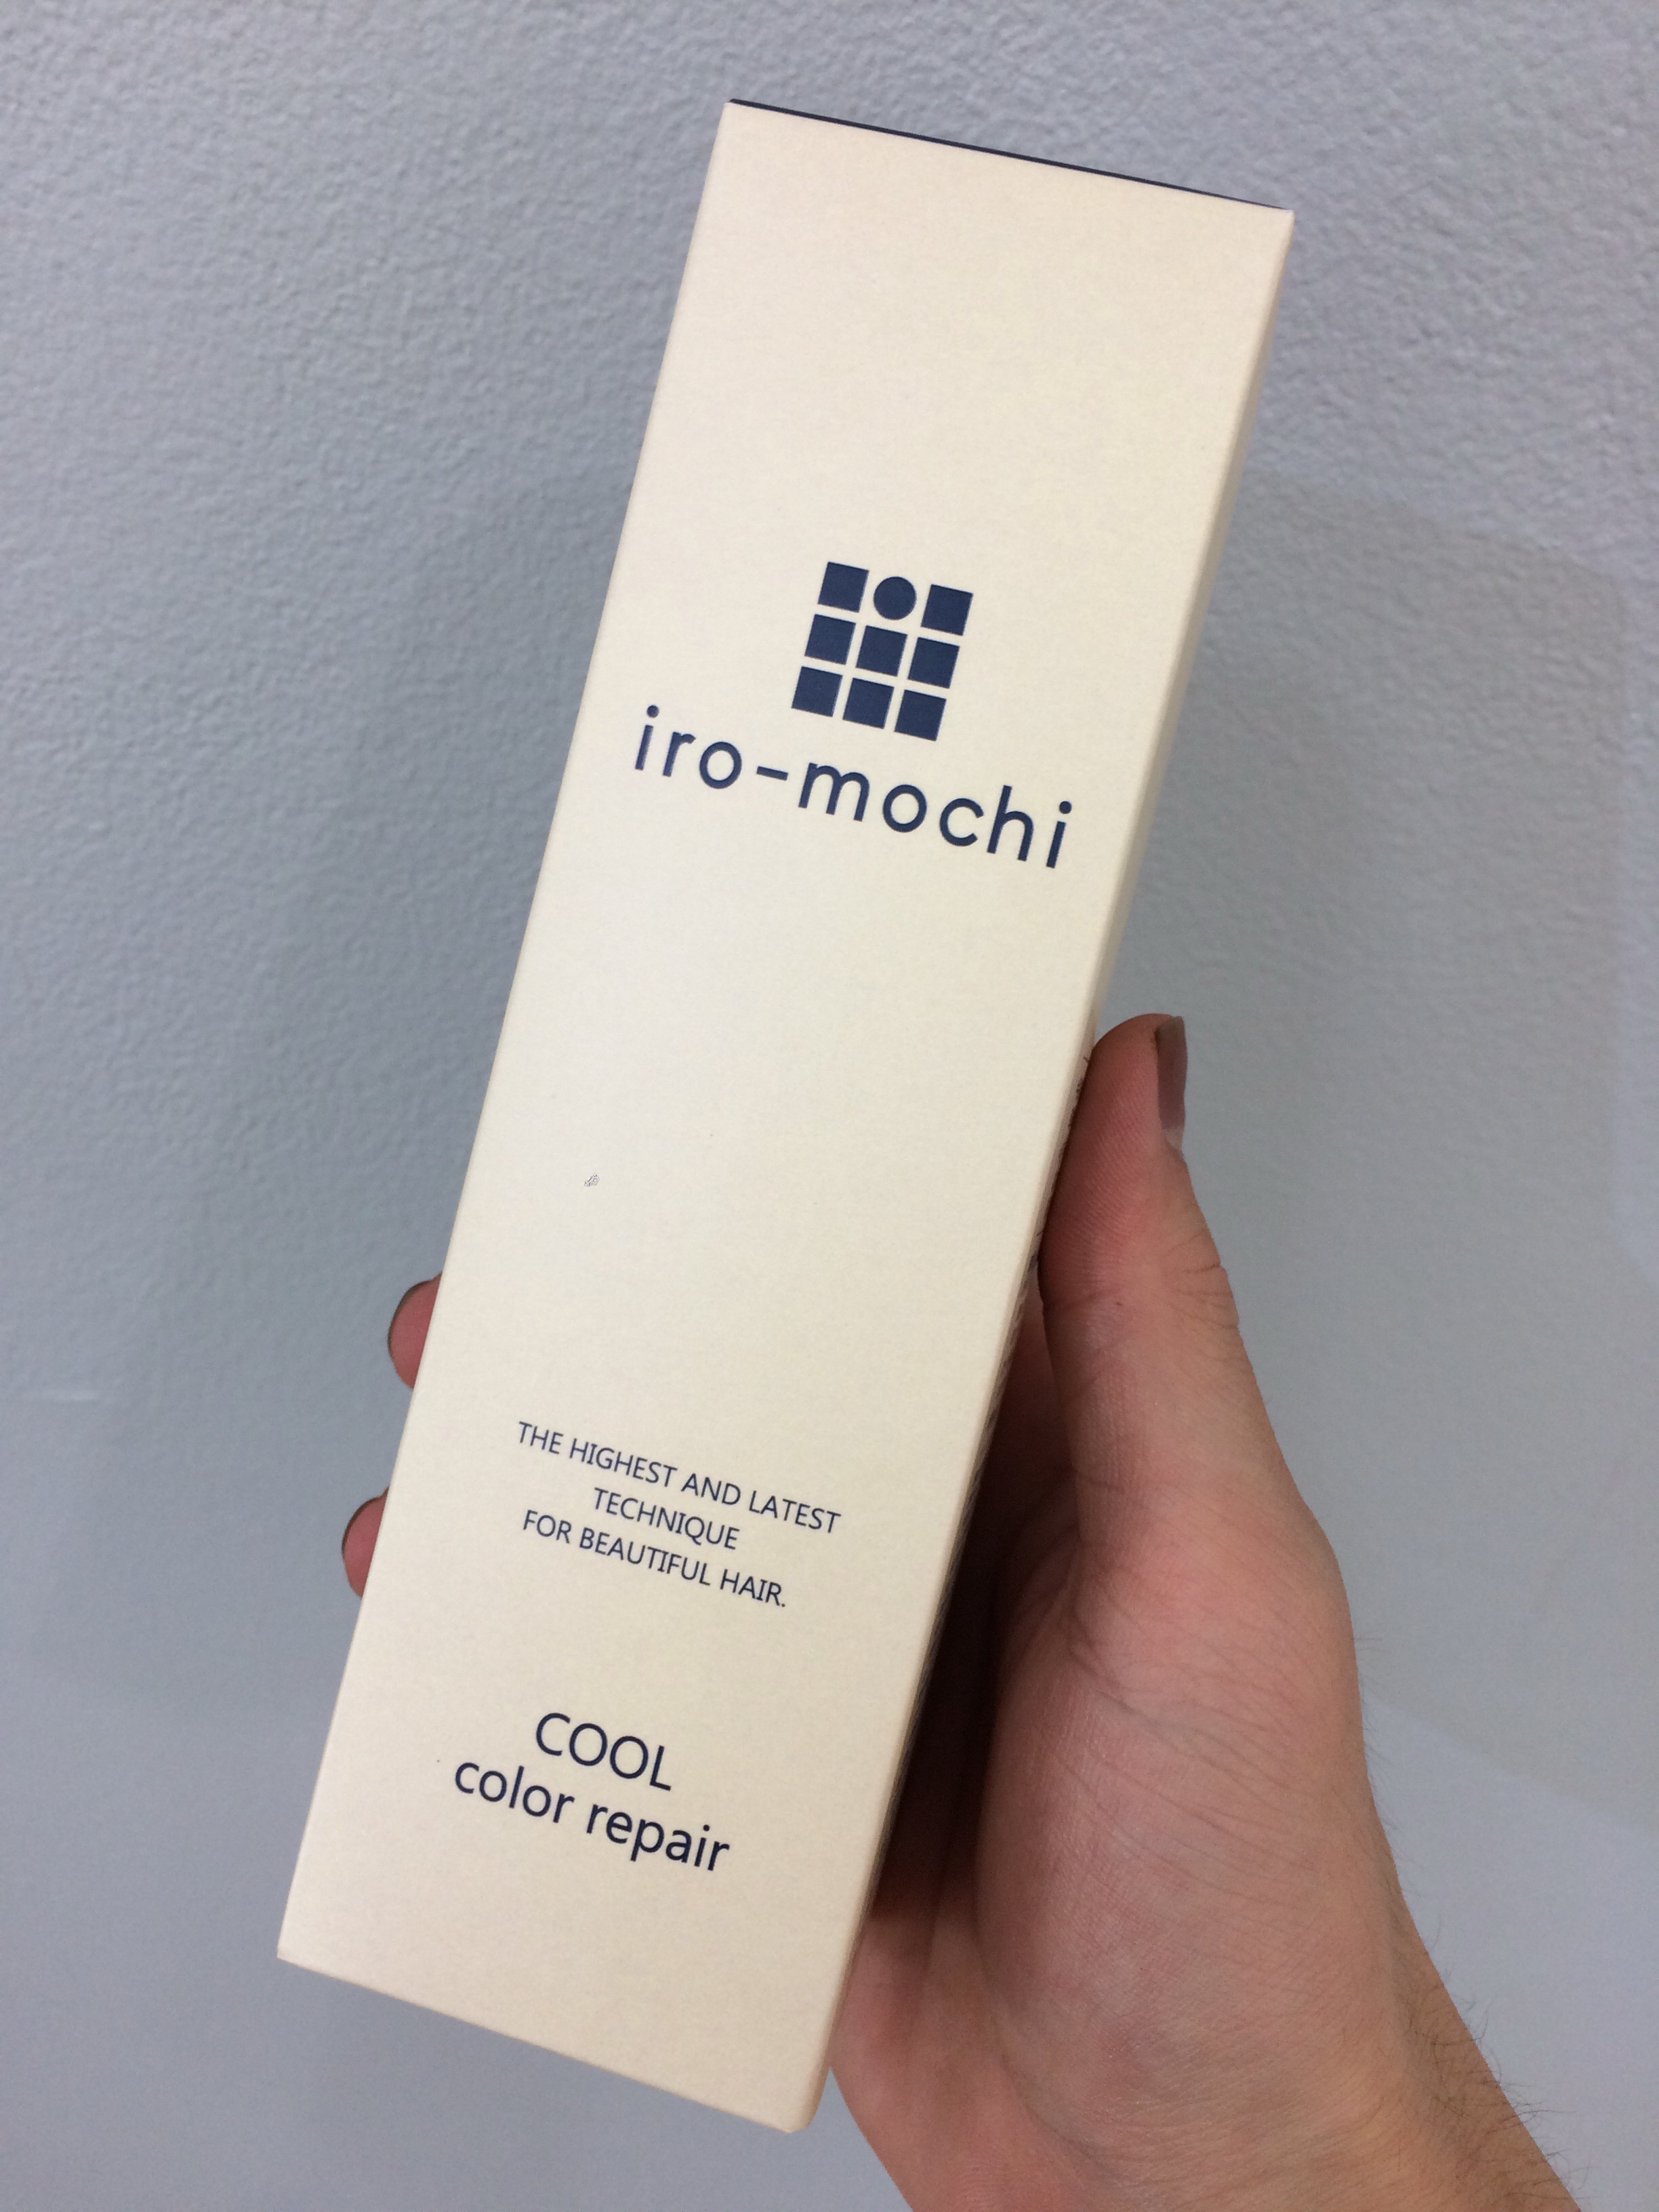 iro-mochi
THE HIGHEST AND LATEST
TECHNIQUE
FOR BEAUTIFUL HAIR.
COOL
color repair